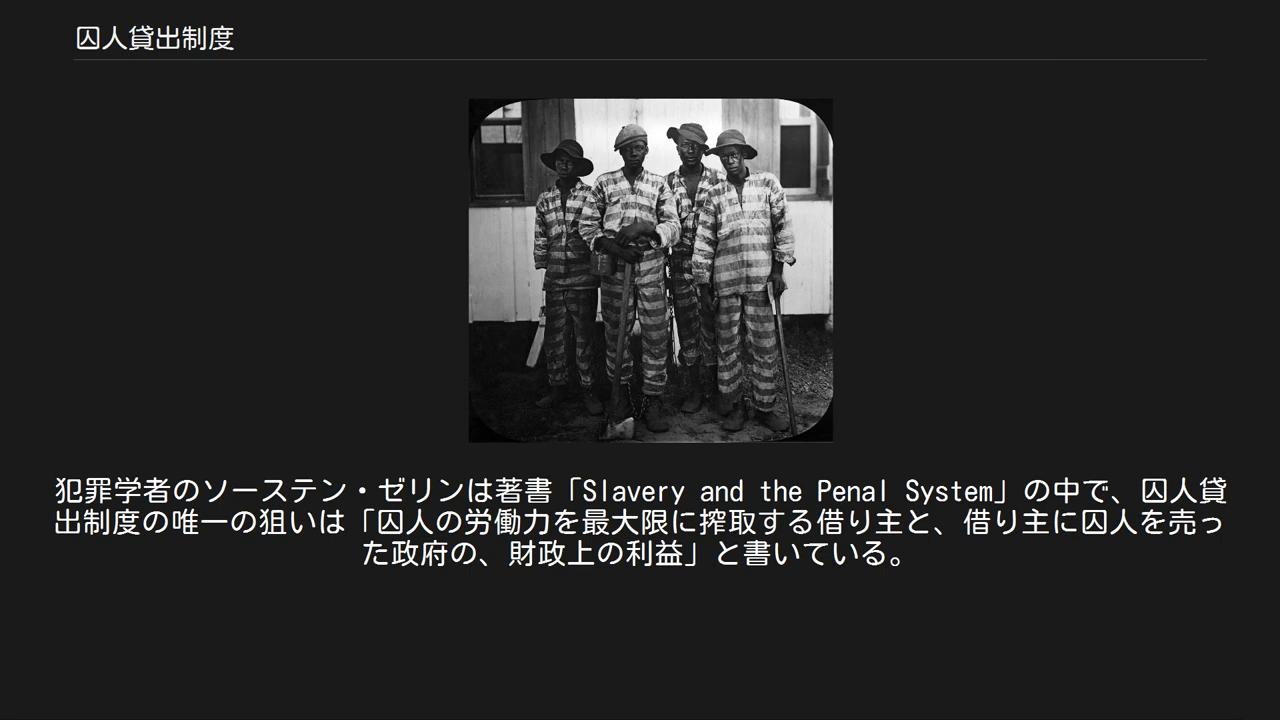 囚人貸出制度
犯罪学者のソーステン・ゼリンは著書「Slavery and the Penal System」の中で、囚人貸
出制度の唯一の狙いは「囚人の労働力を最大限に搾取する借り主と、借り主に囚人を売っ
た政府の、財政上の利益」と書いている。